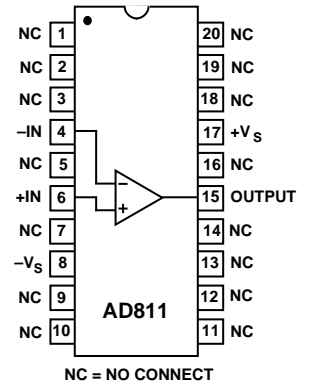 NC 1 20 NC
NC 2 19 NC
NC 3 18 NC
–IN 4 17 +VS
NC 5 16 NC
+IN 6 15 OUTPUT
NC 7 14 NC
–VS 8 13 NC
NC 9 12 NC
NC 10 11 NC
–
+
AD811
NC = NO CONNECT